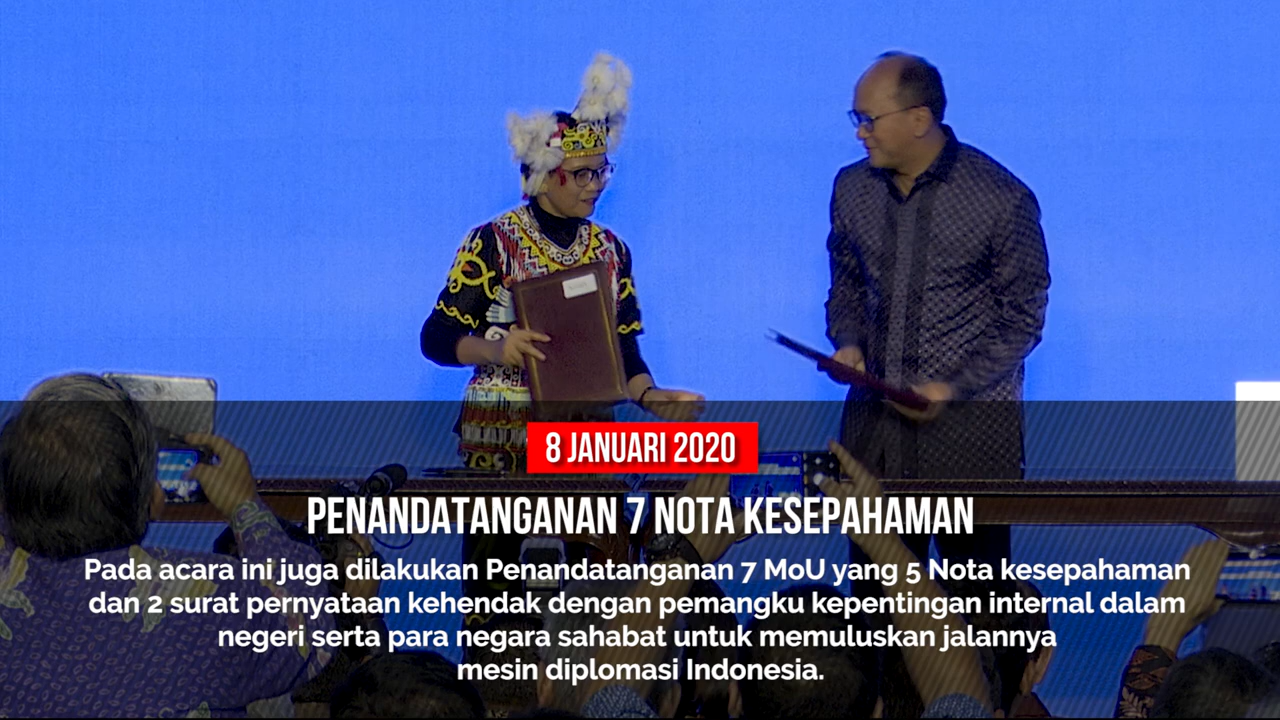 8 JANUARI 2020
PENANDATANGANAN 7 NOTA KESEPAHAMAN
Pada acara ini juga dilakukan Penandatanganan 7 MoU yang 5 Nota kesepahaman
dan 2 surat pernyataan kehendak dengan pemangku kepentingan internal dalam
negeri serta para negara sahabat untuk memuluskan jalannya
mesin diplomasi Indonesia.